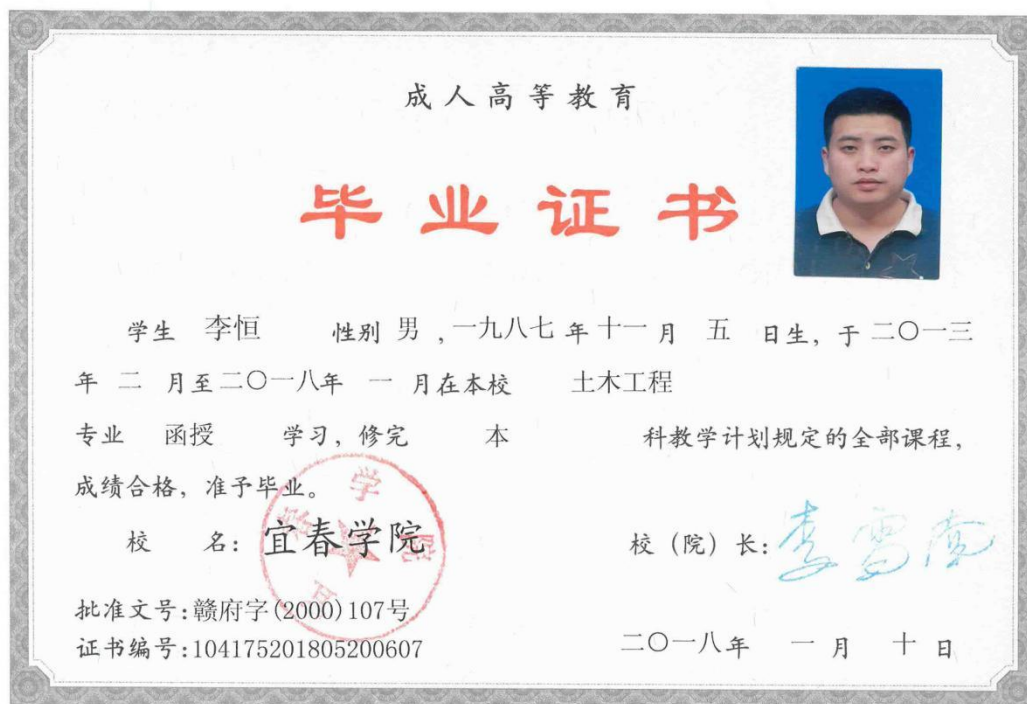 成人高等教育
毕业证书
学生 李恒 性别 男 ,一九八七 年 十一 月 五 日生, 于 二〇一三
年 二 月至二〇一八年 一 月在本校 土木工程
专业 函授 学习, 修完 本 科教学计划规定的全部课程,
成绩合格, 准予毕业。
校 名: 宜春学院 校 (院) 长:
批准文号:赣府字(2000)107号
证书编号:104175201805200607 二〇一八年 一 月 十 日
宜春学院